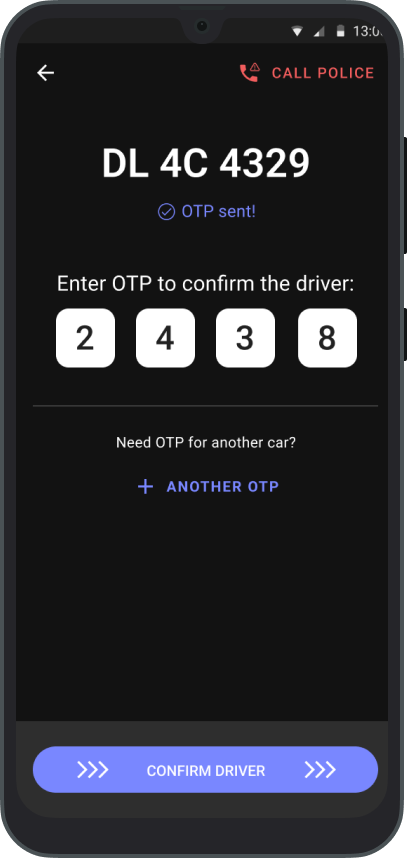 13:0
CALL POLICE
DL 4C 4329
OTP sent!
Enter OTP to confirm the driver:
2 4 3 8
Need OTP for another car?
+ ANOTHER OTP
CONFIRM DRIVER